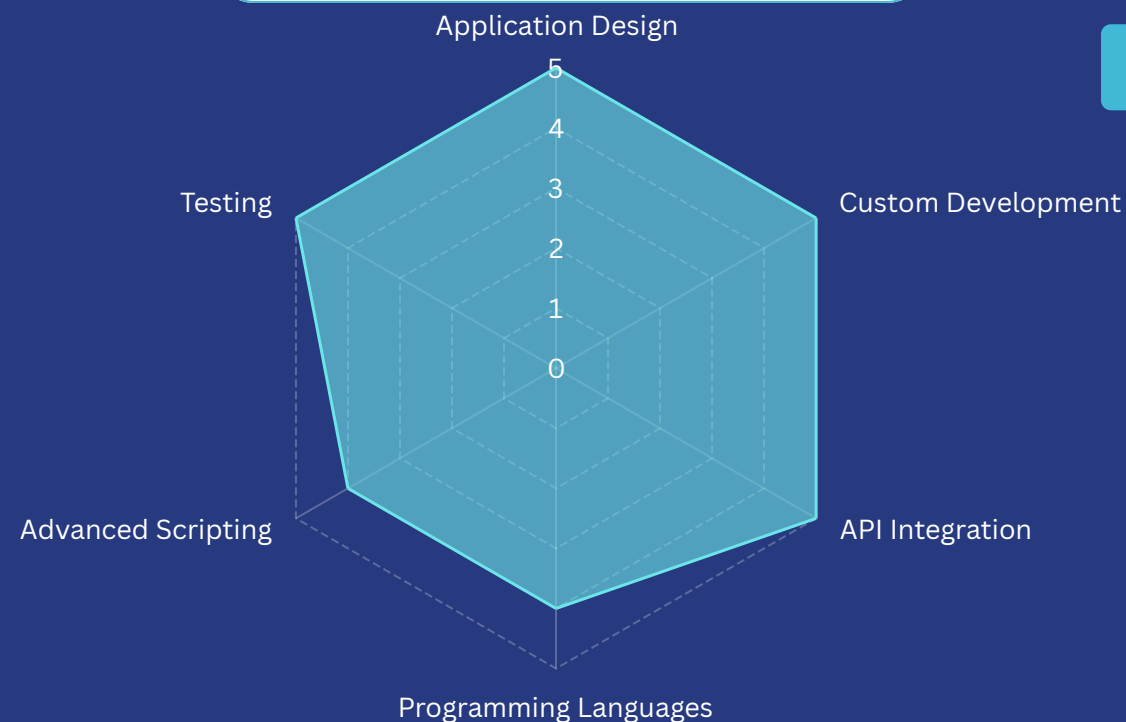 Application Design
5
4
Testing
3
Custom Development
2
1
0
Advanced Scripting
API Integration
Programming Languages